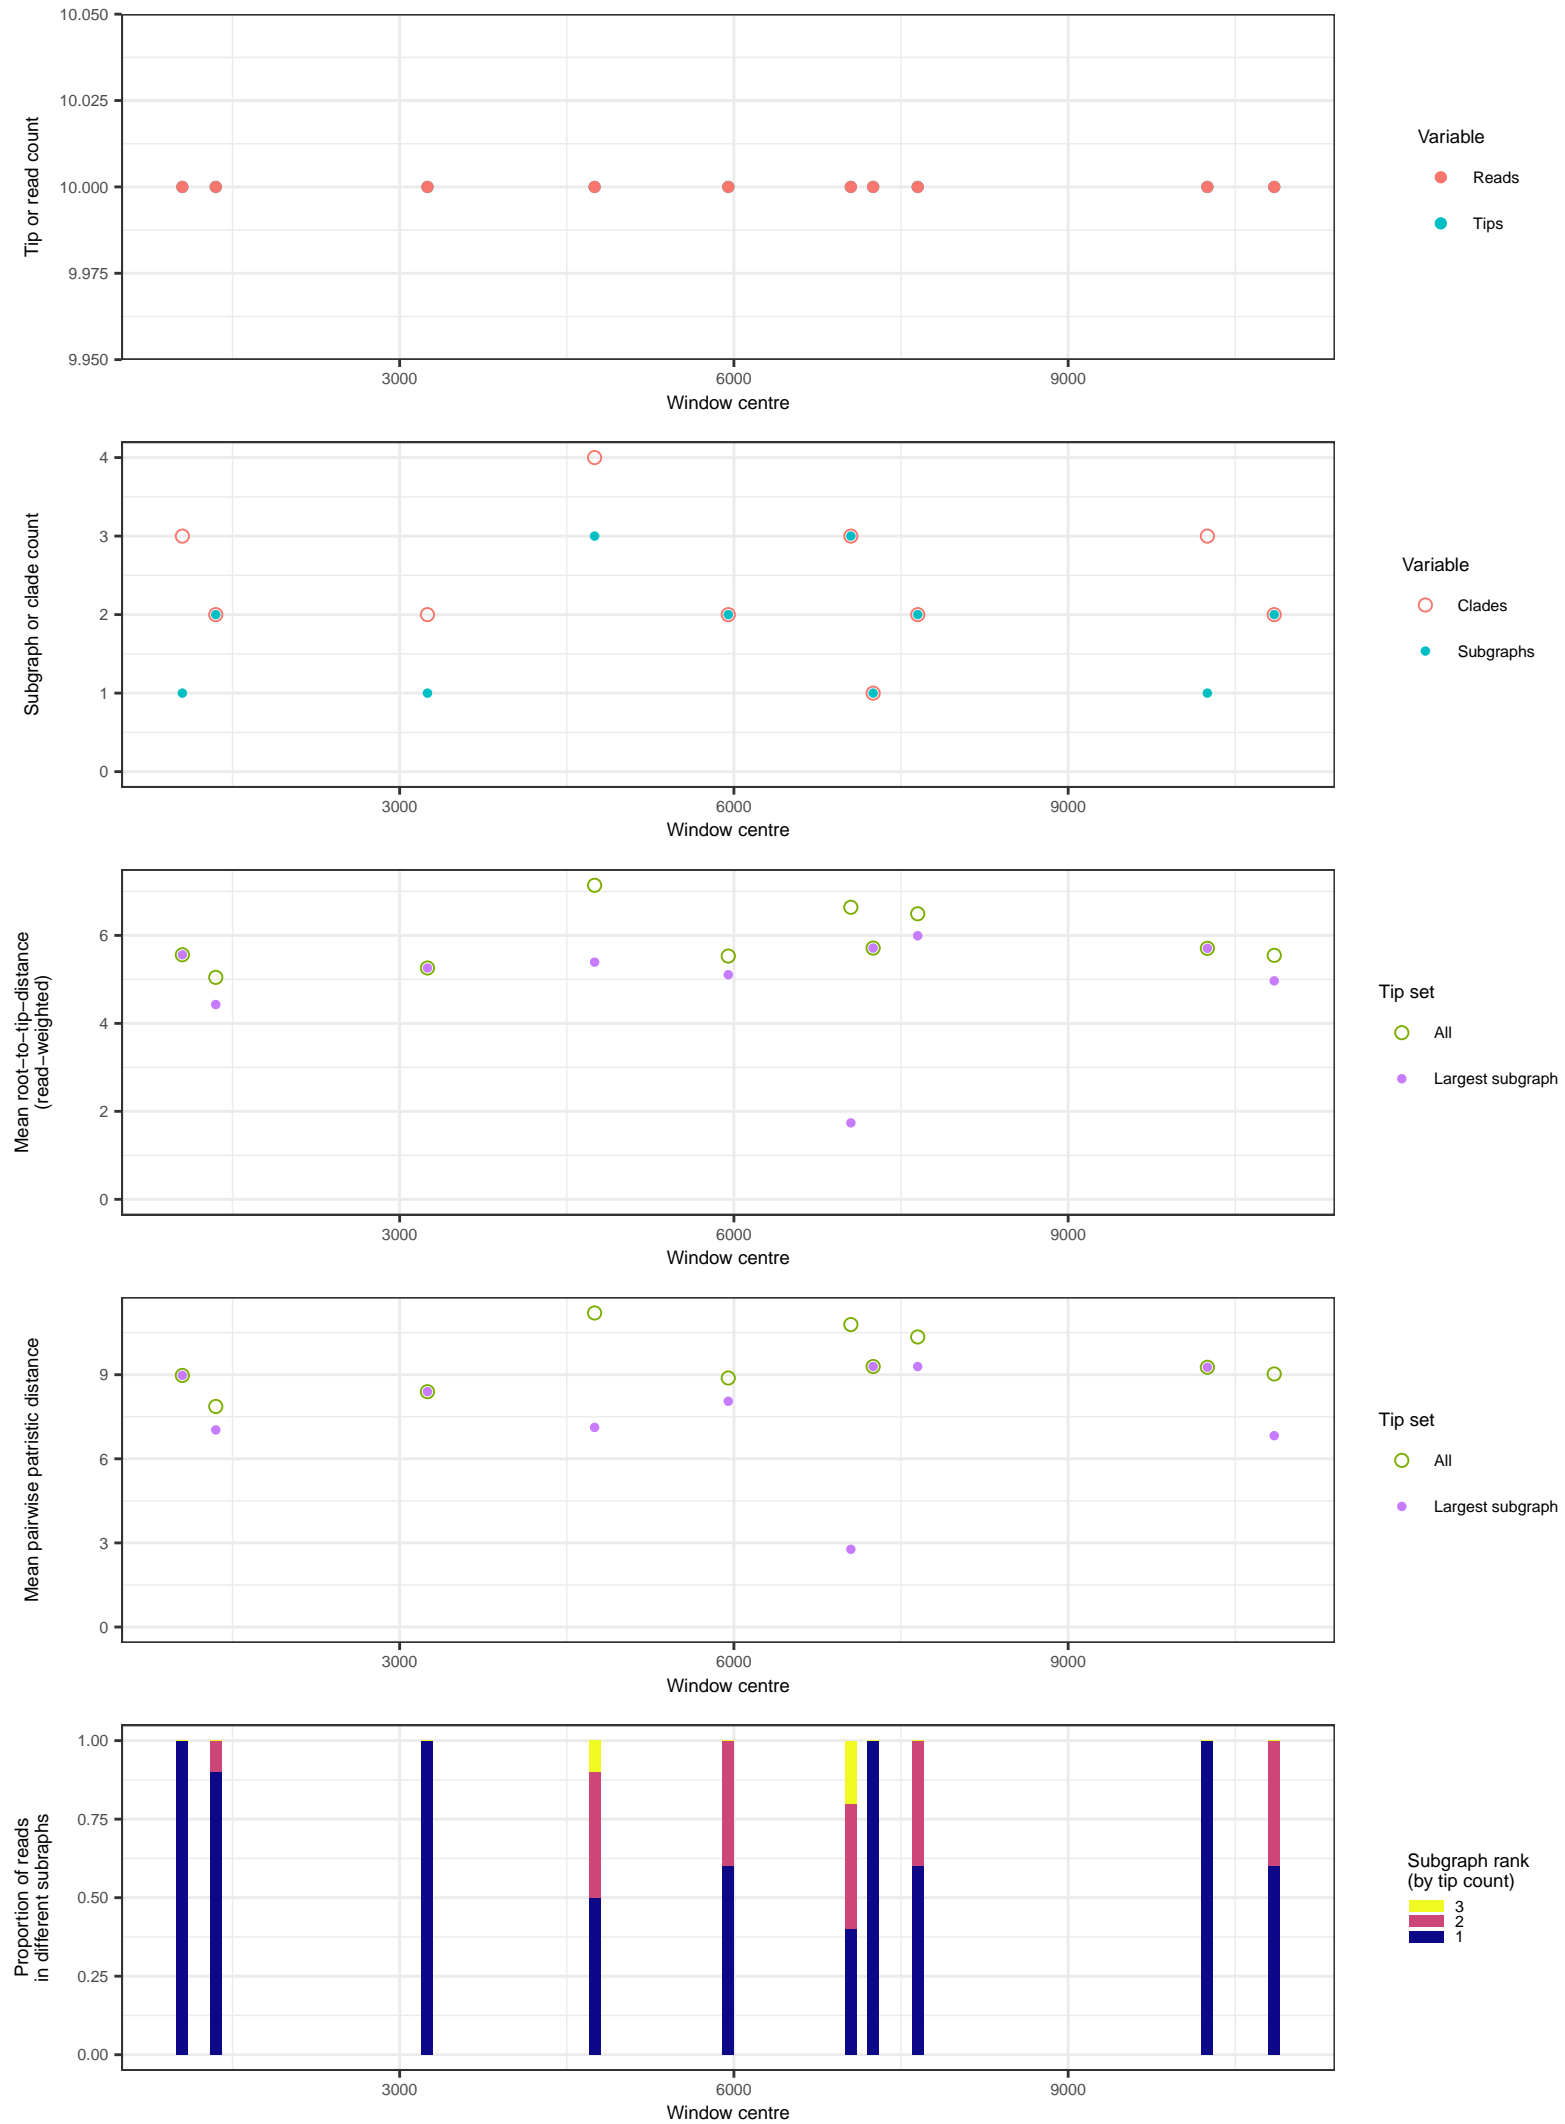 10.050
10.025
10.000
9.975
9.950
Tip or read count
3000 6000 9000
Window centre
Variable
Reads
Tips
4
3
2
1
0
Subgraph or clade count
3000 6000 9000
Window centre
Variable
Clades
Subgraphs
6
4
2
0
Mean root−to−tip−distance
(read−weighted)
3000 6000 9000
Window centre
Tip set
All
Largest subgraph
9
6
3
0
Mean pairwise patristic distance
3000 6000 9000
Window centre
Tip set
All
Largest subgraph
1.00
0.75
0.50
0.25
0.00
Proportion of reads
in different subraphs
3000 6000 9000
Window centre
Subgraph rank
(by tip count)
3
2
1